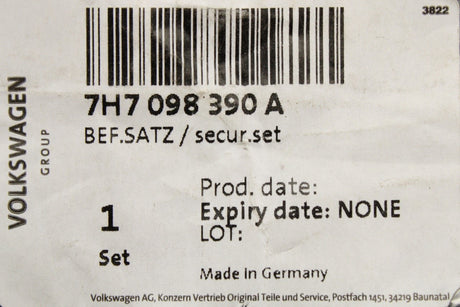 3822
7H7 098 390 A
BEF.SATZ / secur.set
VOLKSWAGEN
GROUP
Prod. date:
1 Expiry date: NONE
Set LOT:
Made in Germany
Volkswagen AG, Konzern Vertrieb Original Teile und Service, Postfach 1451, 34219 Baunatal